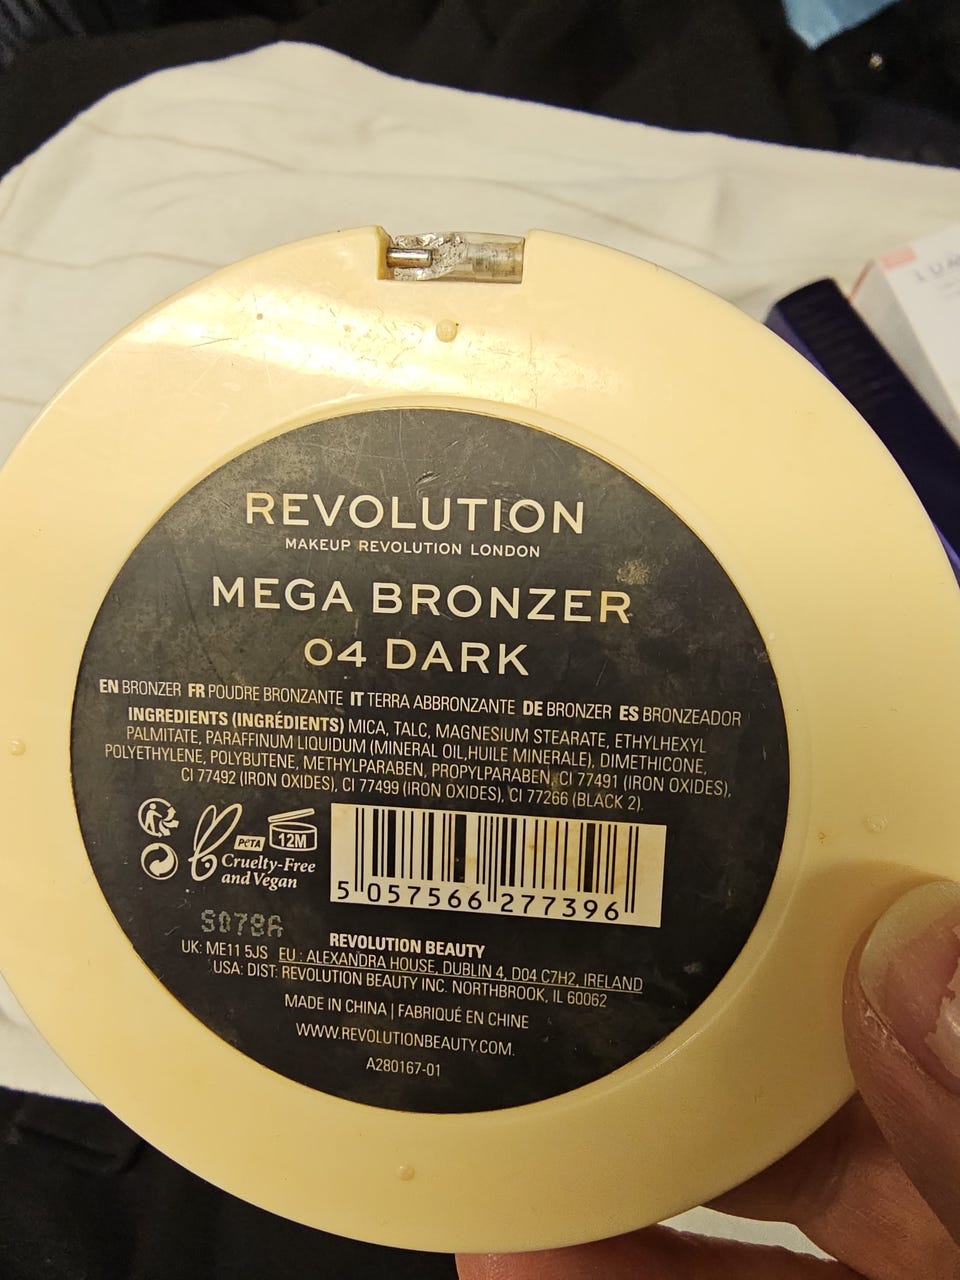 REVOLUTION
MAKEUP REVOLUTION LONDON
MEGA BRONZER
04 DARK
EN BRONZER FR POUDRE BRONZANTE IT TERRA ABBRONZANTE DE BRONZER ES BRONZEADOR
INGREDIENTS (INGRÉDIENTS) MICA, TALC, MAGNESIUM STEARATE, ETHYLHEXYL
PALMITATE, PARAFFINUM LIQUIDUM (MINERAL OIL,HUILE MINERALE), DIMETHICONE,
POLYETHYLENE, POLYBUTENE, METHYLPARABEN, PROPYLPARABEN, CI 77491 (IRON OXIDES),
CI 77492 (IRON OXIDES), CI 77499 (IRON OXIDES), CI 77266 (BLACK 2).
PETA
12M
Cruelty-Free
and Vegan
5 057566 277396
REVOLUTION BEAUTY
UK: ME11 5JS EU : ALEXANDRA HOUSE, DUBLIN 4, D04 C7H2, IRELAND
USA: DIST: REVOLUTION BEAUTY INC. NORTHBROOK, IL 60062
MADE IN CHINA | FABRIQUÉ EN CHINE
WWW.REVOLUTIONBEAUTY.COM.
A280167-01